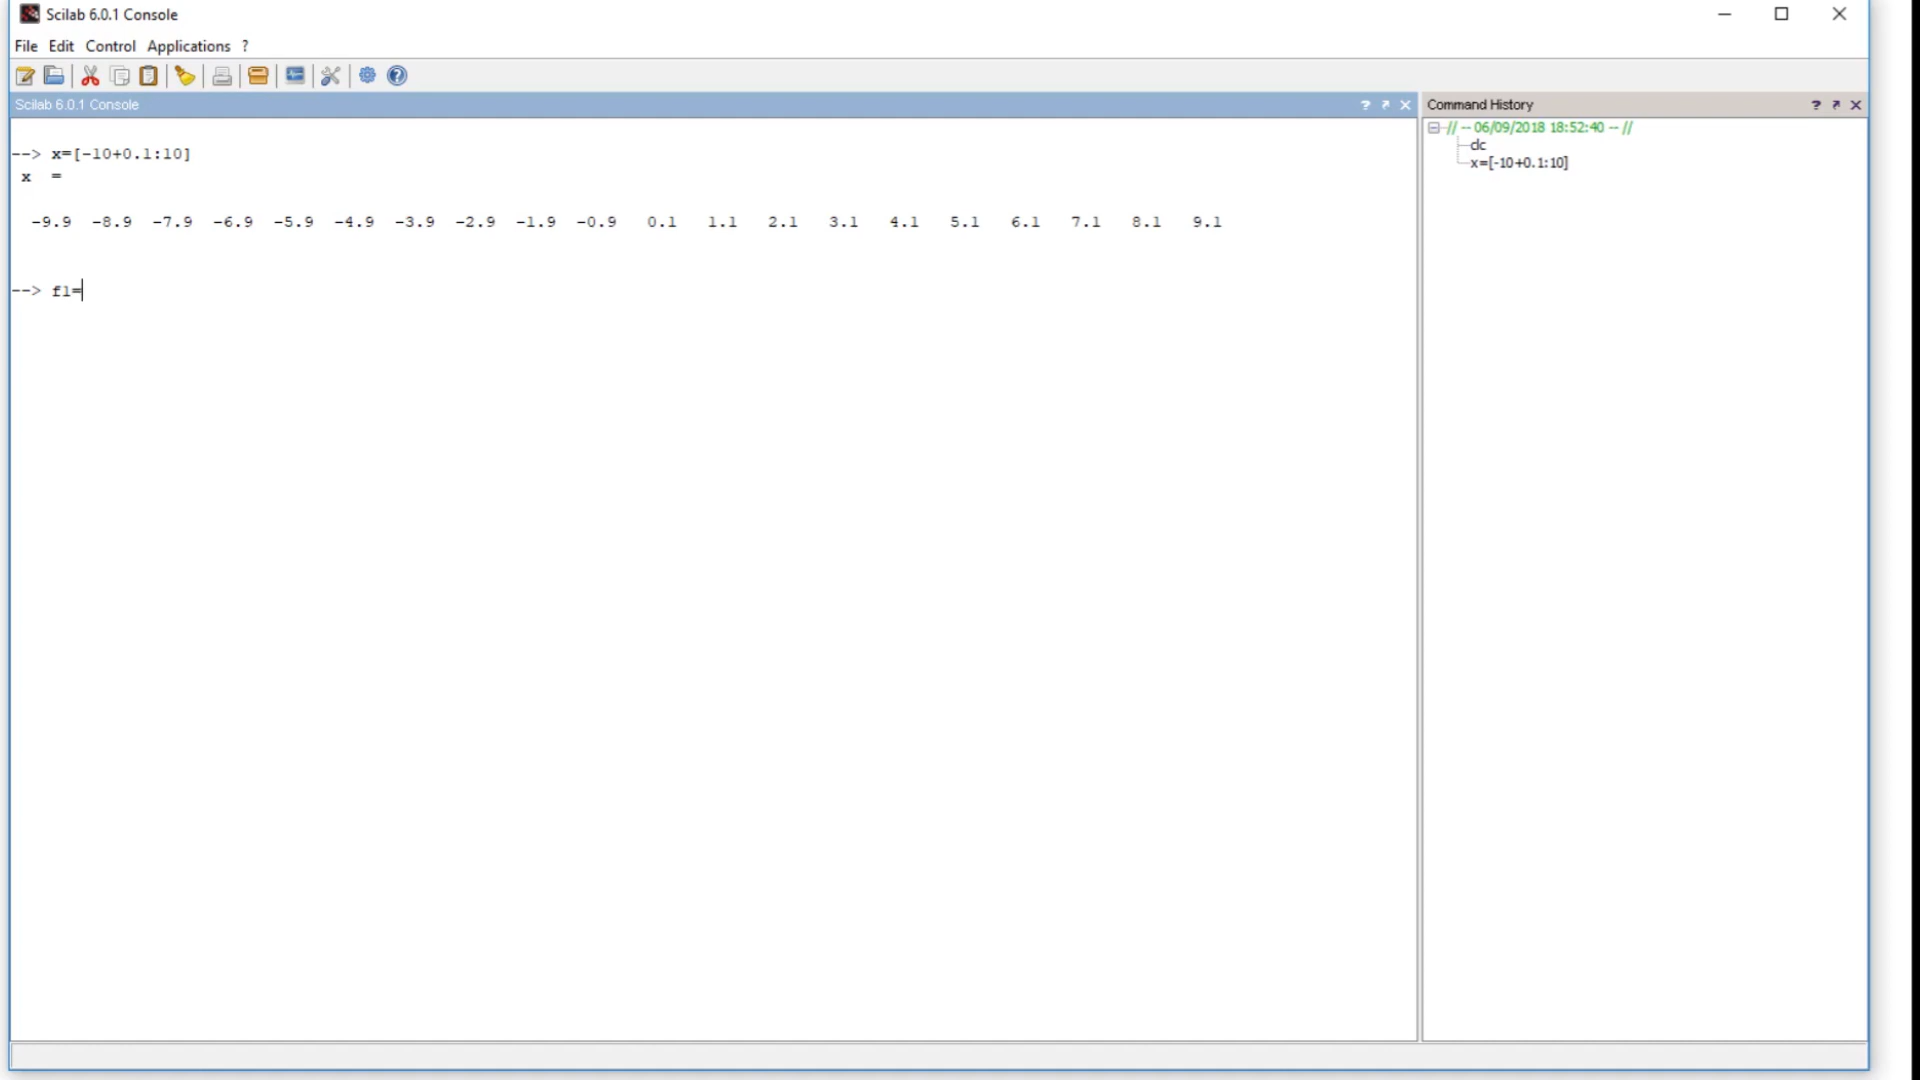 Scilab 6.0.1 Console
File Edit Control Applications ?
Scilab 6.0.1 Console ? ↗ ✕
--> x=[-10+0.1:10]
x =
-9.9 -8.9 -7.9 -6.9 -5.9 -4.9 -3.9 -2.9 -1.9 -0.9 0.1 1.1 2.1 3.1 4.1 5.1 6.1 7.1 8.1 9.1
--> f1=
Command History ? ↗ ✕
// -- 06/09/2018 18:52:40 -- //
clc
x=[-10+0.1:10]